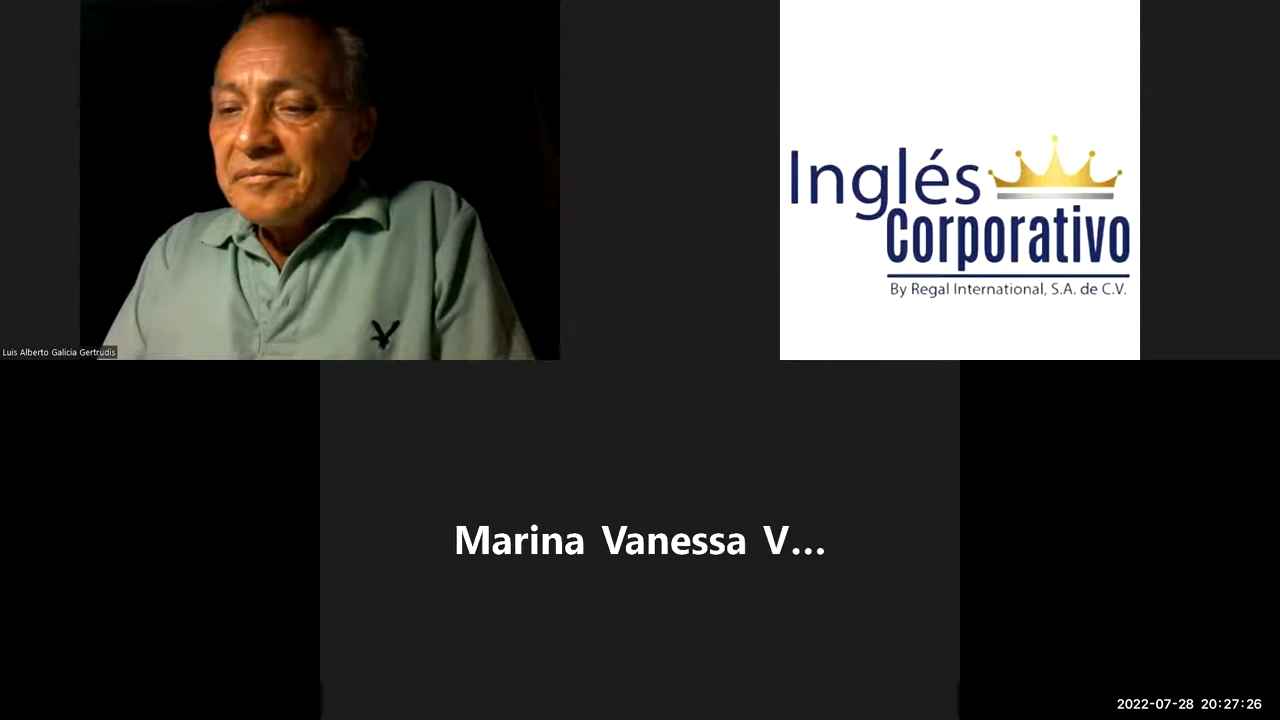 Luis Alberto Galicia Gertrudis
Inglés
Corporativo
By Regal International, S.A. de C.V.
Marina Vanessa V...
2022-07-28 20:27:26